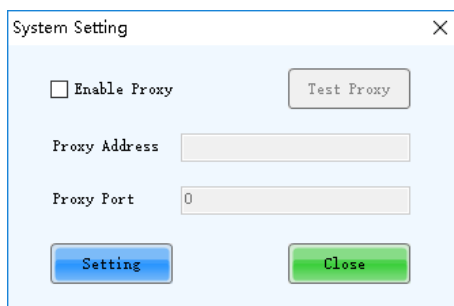 System Setting
Enable Proxy
Test Proxy
Proxy Address
Proxy Port
0
Setting
Close